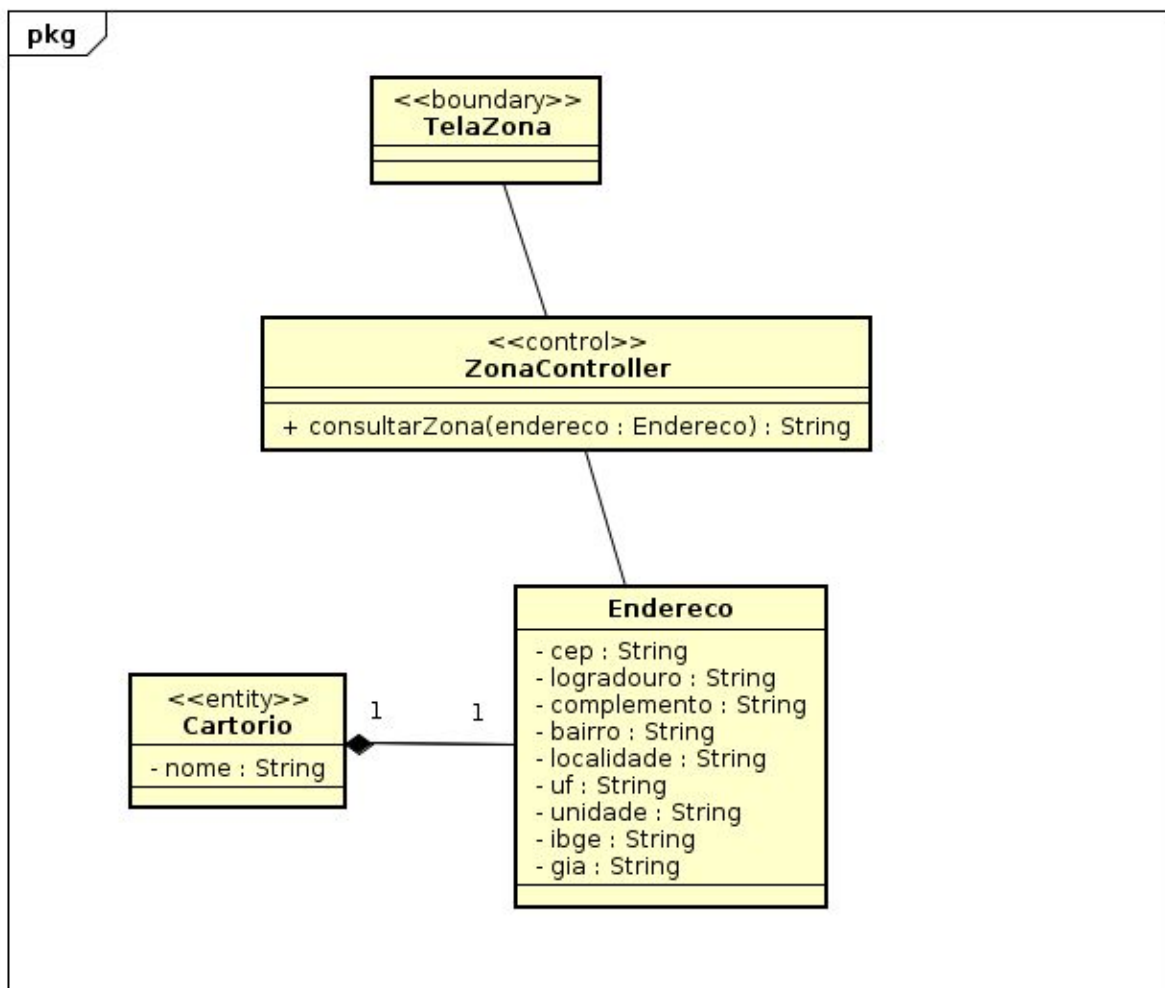 pkg
<<boundary>>
TelaZona
<<control>>
ZonaController
+ consultarZona(endereco : Endereco) : String
Endereco
- cep : String
- logradouro : String
- complemento : String
- bairro : String
- localidade : String
- uf : String
- unidade : String
- ibge : String
- gia : String
<<entity>>
Cartorio
- nome : String
1
1